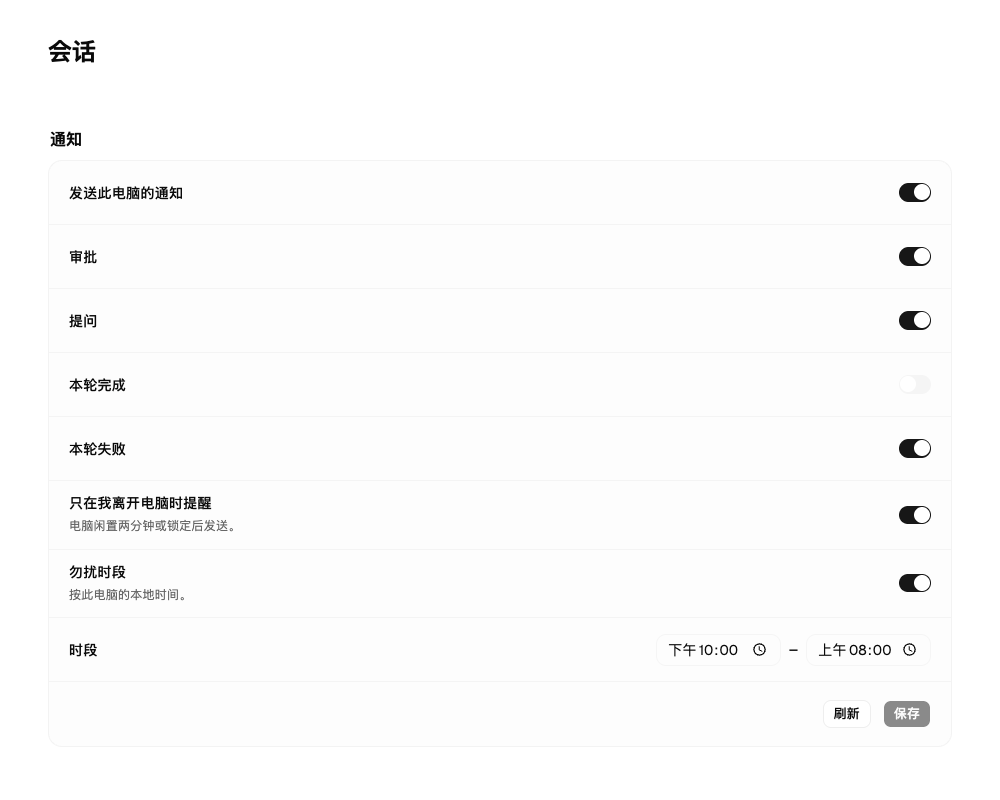 会话
通知
发送此电脑的通知
审批
提问
本轮完成
本轮失败
只在我离开电脑时提醒
电脑闲置两分钟或锁定后发送。
勿扰时段
按此电脑的本地时间。
时段 下午10:00 – 上午08:00
刷新 保存